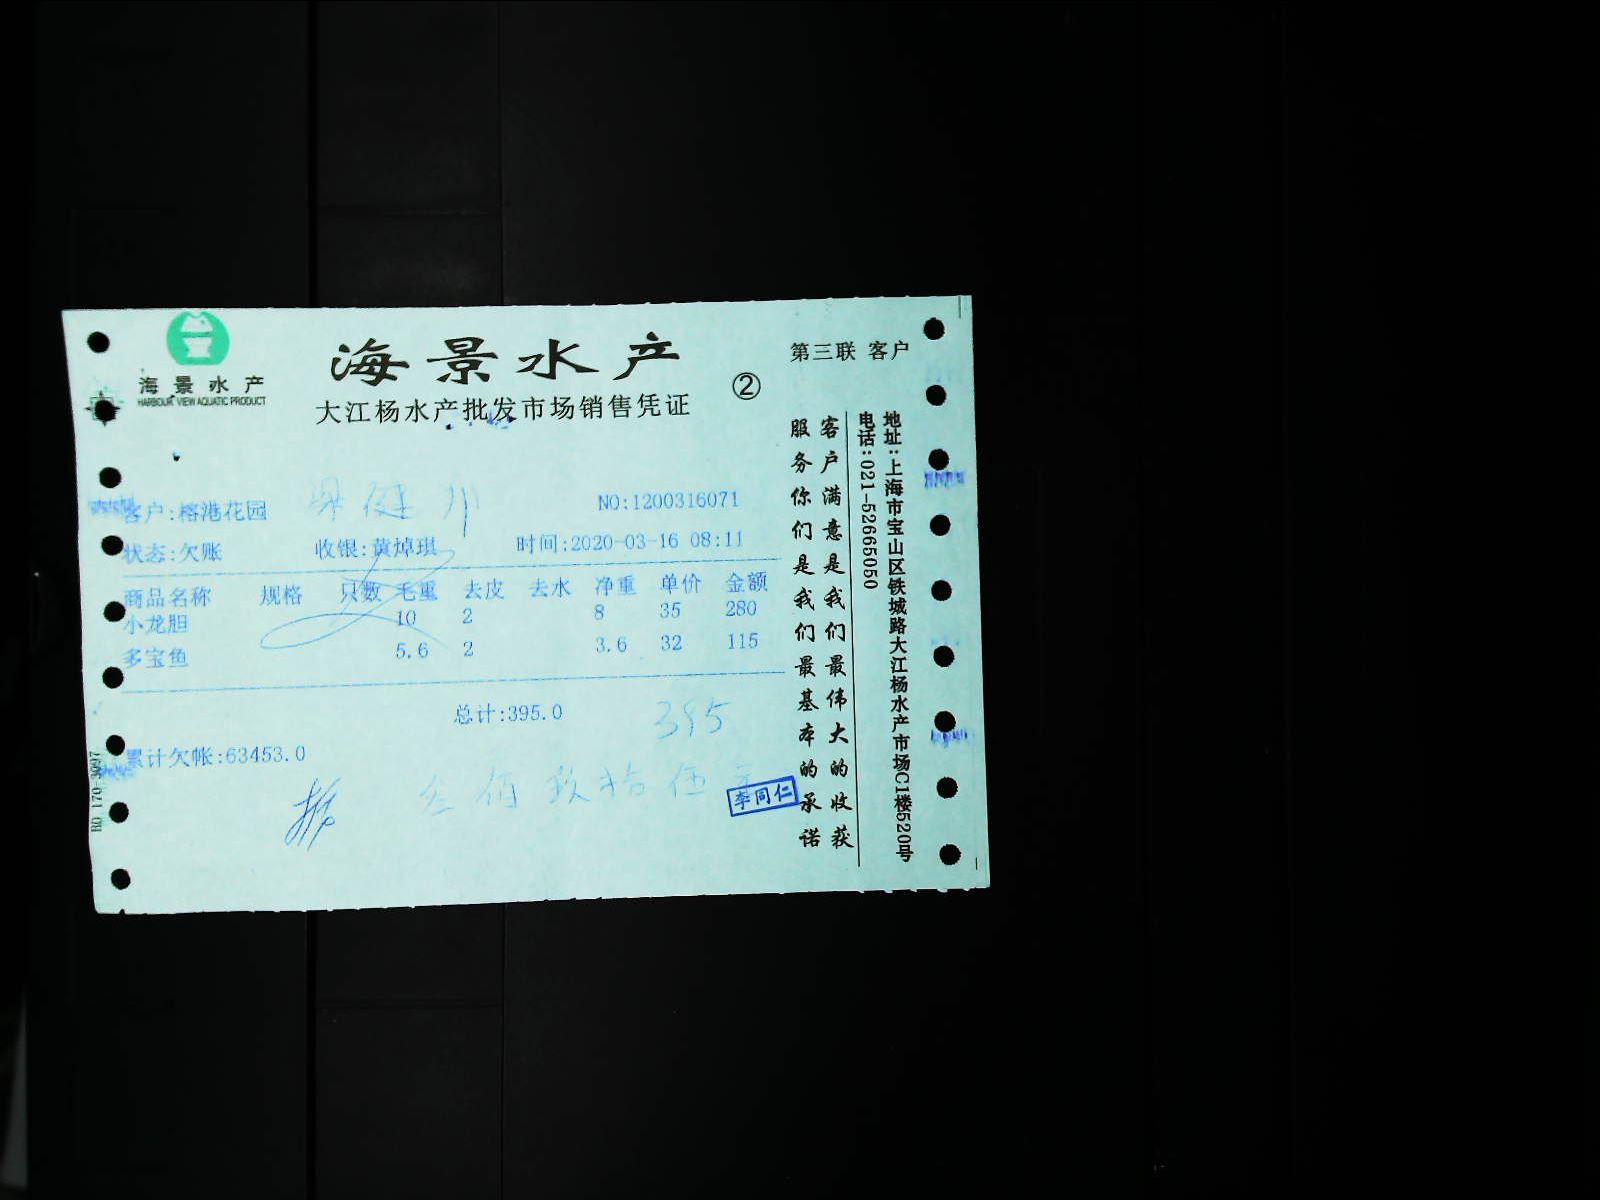 海景水产
HARBOUR VIEW AQUATIC PRODUCT
海景水产
大江杨水产批发市场销售凭证
②
第三联 客户
客户:榕港花园
NO:1200316071
状态:欠账 收银:黄焯琪 时间:2020-03-16 08:11
商品名称 规格 只数 毛重 去皮 去水 净重 单价 金额
小龙胆 10 2 8 35 280
多宝鱼 5.6 2 3.6 32 115
总计:395.0
395
累计欠帐:63453.0
叁佰玖拾伍
李同仁
客户满意是我们最伟大的收获
服务你们是我们最基本的承诺
地址:上海市宝山区铁城路大江杨水产市场C1楼520号
电话:021-52665050